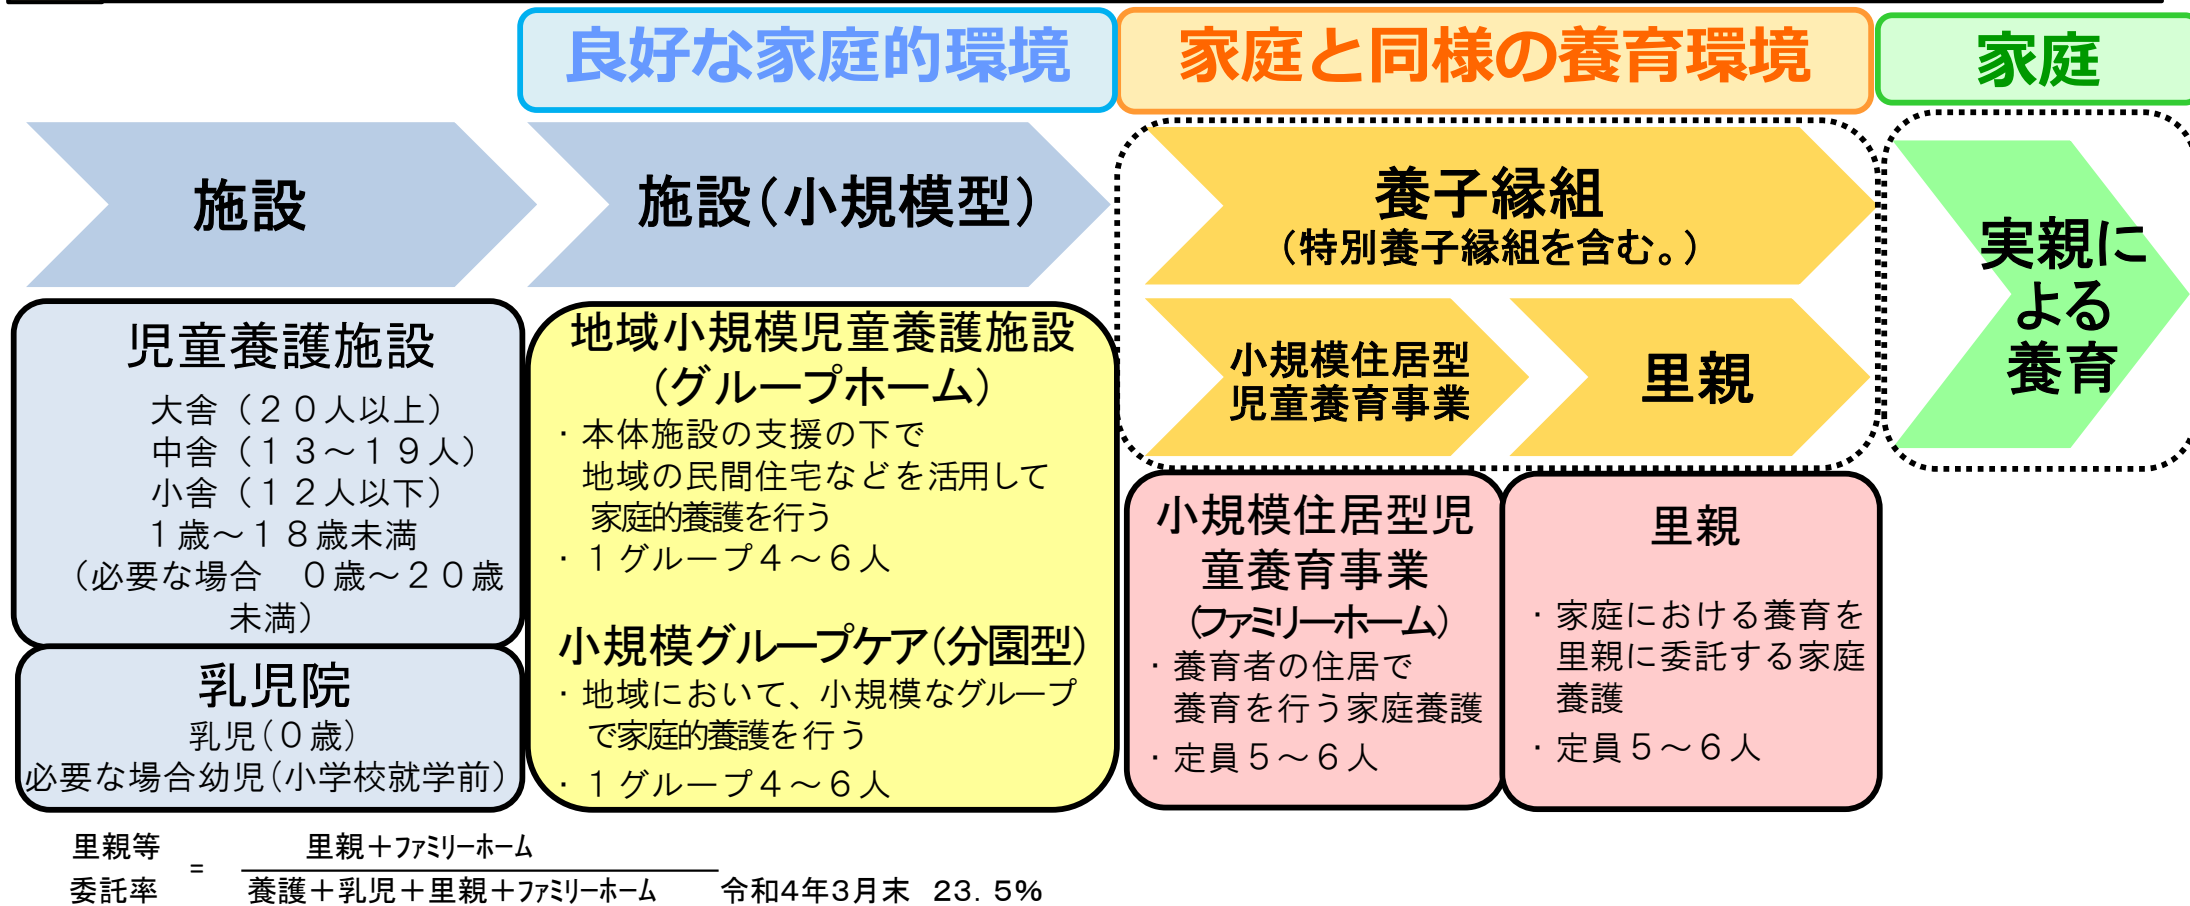 良好な家庭的環境
家庭と同様の養育環境
家庭
施設
施設(小規模型)
養子縁組
(特別養子縁組を含む。)
小規模住居型
児童養育事業
里親
実親に
よる
養育
児童養護施設
大舎(20人以上)
中舎(13~19人)
小舎(12人以下)
1歳~18歳未満
(必要な場合 0歳~20歳
未満)
乳児院
乳児(0歳)
必要な場合幼児(小学校就学前)
地域小規模児童養護施設
(グループホーム)
・本体施設の支援の下で
地域の民間住宅などを活用して
家庭的養護を行う
・1グループ4~6人
小規模グループケア(分園型)
・地域において、小規模なグループ
で家庭的養護を行う
・1グループ4~6人
小規模住居型児
童養育事業
(ファミリーホーム)
・養育者の住居で
養育を行う家庭養護
・定員5~6人
里親
・家庭における養育を
里親に委託する家庭
養護
・定員5~6人
里親等
委託率
=
里親+ファミリーホーム
養護+乳児+里親+ファミリーホーム
令和4年3月末 23.5%